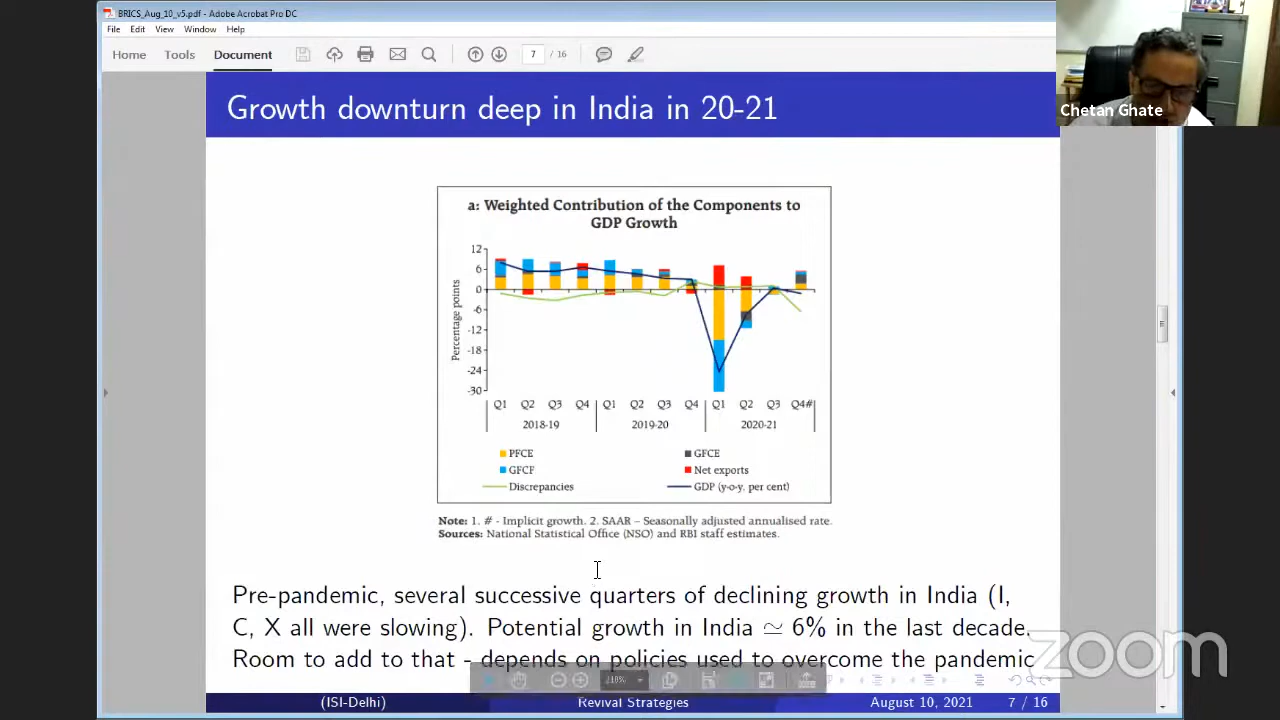 BRICS_Aug_10_v5.pdf - Adobe Acrobat Pro DC
File Edit View Window Help
Home Tools Document 7 / 16
Chetan Ghate
Growth downturn deep in India in 20-21
a: Weighted Contribution of the Components to
GDP Growth
Percentage points
12
6
0
-6
-12
-18
-24
-30
Q1 Q2 Q3 Q4 Q1 Q2 Q3 Q4 Q1 Q2 Q3 Q4#
2018-19 2019-20 2020-21
PFCE GFCE
GFCF Net exports
Discrepancies GDP (y-o-y, per cent)
Note: 1. # - Implicit growth. 2. SAAR – Seasonally adjusted annualised rate.
Sources: National Statistical Office (NSO) and RBI staff estimates.
Pre-pandemic, several successive quarters of declining growth in India (I,
C, X all were slowing). Potential growth in India ≃ 6% in the last decade.
Room to add to that - depends on policies used to overcome the pandemic
zoom
(ISI-Delhi) Revival Strategies August 10, 2021 7 / 16